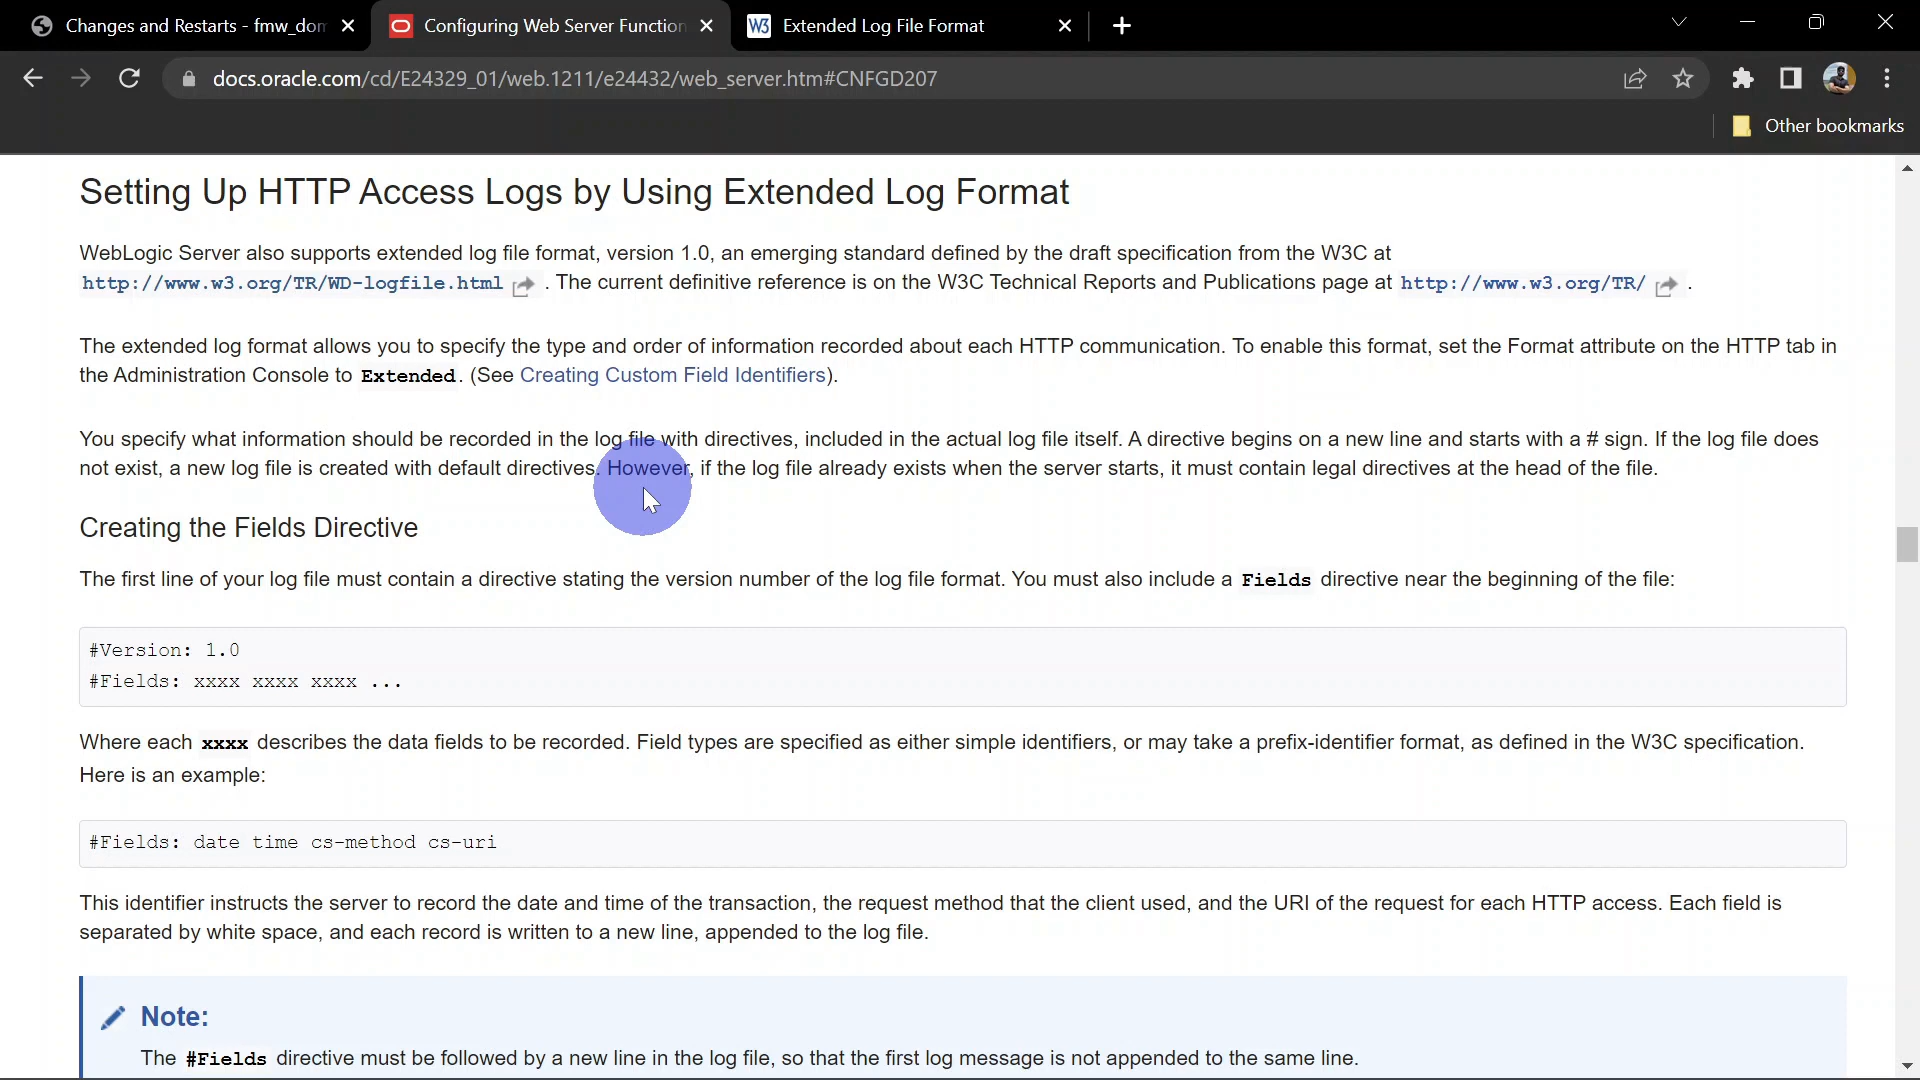 Changes and Restarts - fmw_dom
Configuring Web Server Function
W3 Extended Log File Format
docs.oracle.com/cd/E24329_01/web.1211/e24432/web_server.htm#CNFGD207
Other bookmarks
Setting Up HTTP Access Logs by Using Extended Log Format
WebLogic Server also supports extended log file format, version 1.0, an emerging standard defined by the draft specification from the W3C at
http://www.w3.org/TR/WD-logfile.html . The current definitive reference is on the W3C Technical Reports and Publications page at http://www.w3.org/TR/ .
The extended log format allows you to specify the type and order of information recorded about each HTTP communication. To enable this format, set the Format attribute on the HTTP tab in
the Administration Console to Extended. (See Creating Custom Field Identifiers).
You specify what information should be recorded in the log file with directives, included in the actual log file itself. A directive begins on a new line and starts with a # sign. If the log file does
not exist, a new log file is created with default directives. However, if the log file already exists when the server starts, it must contain legal directives at the head of the file.
Creating the Fields Directive
The first line of your log file must contain a directive stating the version number of the log file format. You must also include a Fields directive near the beginning of the file:
#Version: 1.0
#Fields: xxxx xxxx xxxx ...
Where each xxxx describes the data fields to be recorded. Field types are specified as either simple identifiers, or may take a prefix-identifier format, as defined in the W3C specification.
Here is an example:
#Fields: date time cs-method cs-uri
This identifier instructs the server to record the date and time of the transaction, the request method that the client used, and the URI of the request for each HTTP access. Each field is
separated by white space, and each record is written to a new line, appended to the log file.
Note:
The #Fields directive must be followed by a new line in the log file, so that the first log message is not appended to the same line.